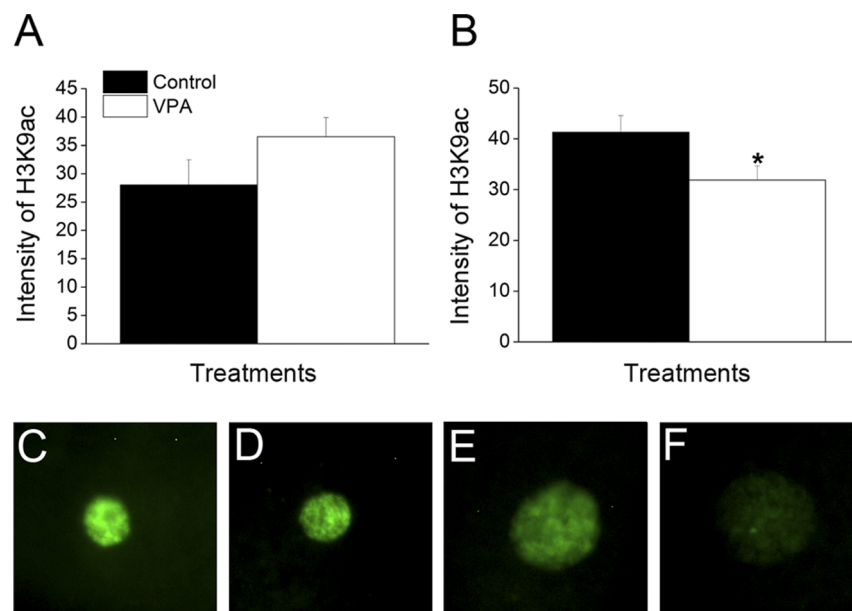 A
Control
VPA
Intensity of H3K9ac
45
40
35
30
25
20
15
10
5
0
Treatments
B
*
Intensity of H3K9ac
50
40
30
20
10
0
Treatments
C
D
E
F